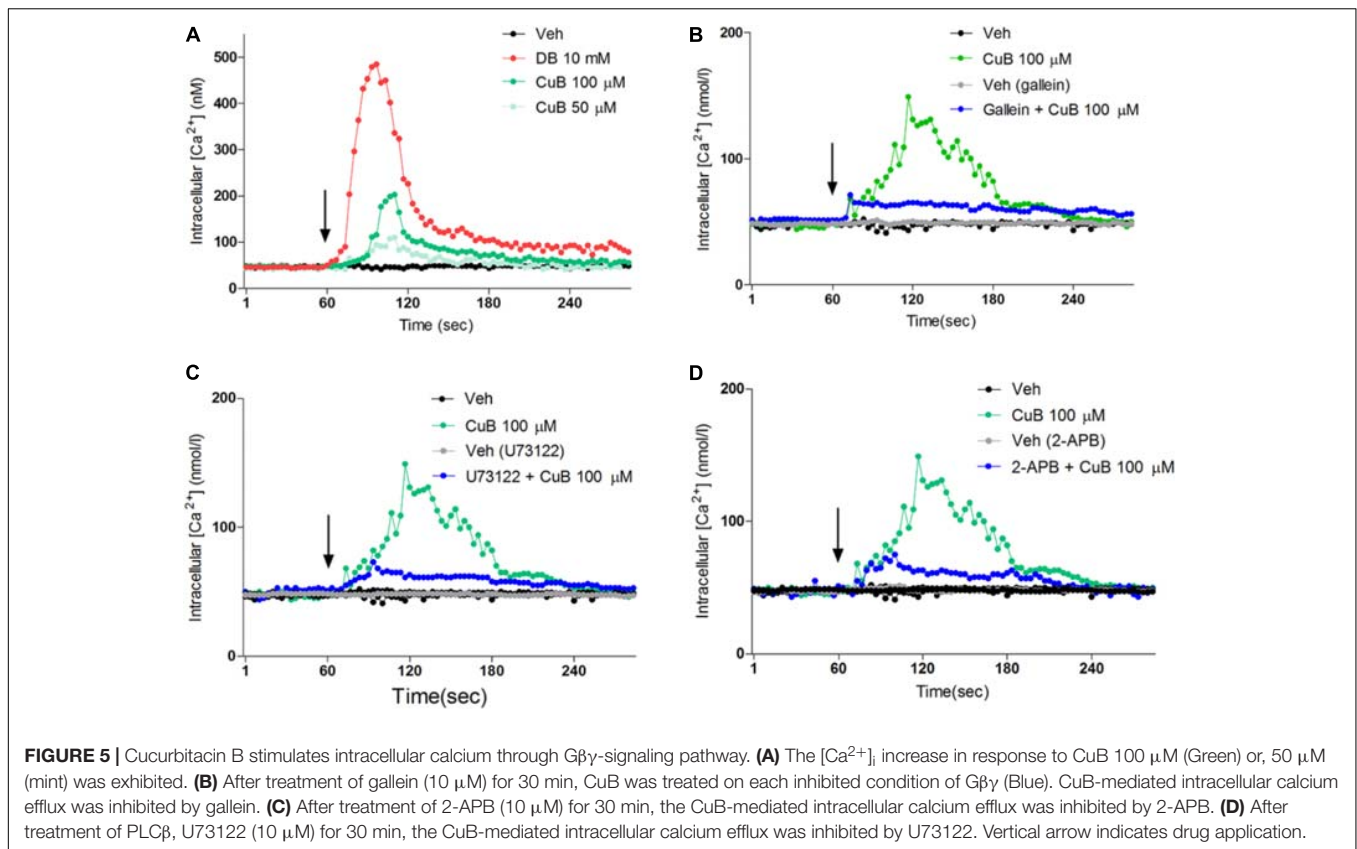 A
Veh
DB 10 mM
CuB 100 μM
CuB 50 μM
Intracellular [Ca2+] (nM)
500
400
300
200
100
0
1 60 120 180 240
Time (sec)
B
Veh
CuB 100 μM
Veh (gallein)
Gallein + CuB 100 μM
Intracellular [Ca2+] (nmol/l)
200
100
0
1 60 120 180 240
Time(sec)
C
Veh
CuB 100 μM
Veh (U73122)
U73122 + CuB 100 μM
Intracellular [Ca2+] (nmol/l)
200
100
0
1 60 120 180 240
Time(sec)
D
Veh
CuB 100 μM
Veh (2-APB)
2-APB + CuB 100 μM
Intracellular [Ca2+] (nmol/l)
200
100
0
1 60 120 180 240
Time(sec)
FIGURE 5 | Cucurbitacin B stimulates intracellular calcium through Gβγ-signaling pathway. (A) The [Ca2+]i increase in response to CuB 100 μM (Green) or, 50 μM
(mint) was exhibited. (B) After treatment of gallein (10 μM) for 30 min, CuB was treated on each inhibited condition of Gβγ (Blue). CuB-mediated intracellular calcium
efflux was inhibited by gallein. (C) After treatment of 2-APB (10 μM) for 30 min, the CuB-mediated intracellular calcium efflux was inhibited by 2-APB. (D) After
treatment of PLCβ, U73122 (10 μM) for 30 min, the CuB-mediated intracellular calcium efflux was inhibited by U73122. Vertical arrow indicates drug application.